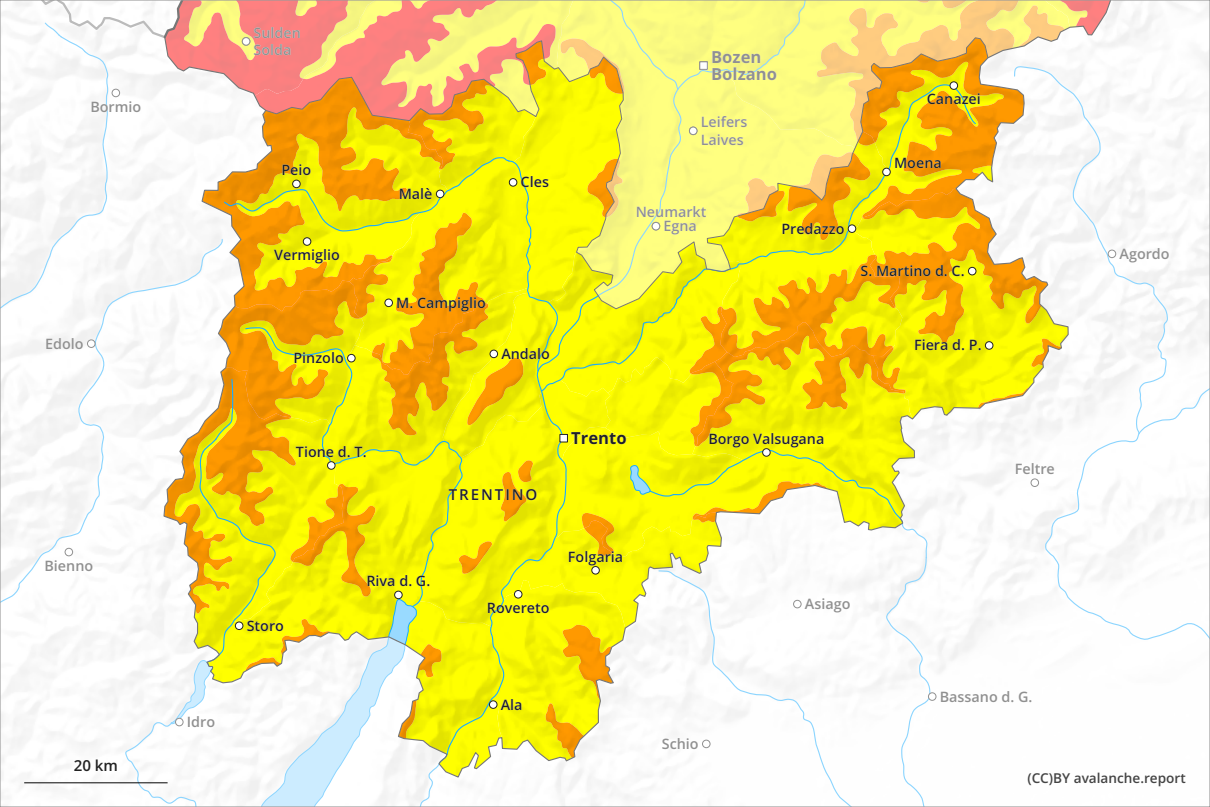 Sulden
Solda
Bozen
Bolzano
Bormio
Canazei
Leifers
Laives
Moena
Peio
Malè
Cles
Neumarkt
Egna
Predazzo
Vermiglio
Agordo
S. Martino d. C.
M. Campiglio
Edolo
Pinzolo
Andalo
Fiera d. P.
Trento
Borgo Valsugana
Tione d. T.
Feltre
TRENTINO
Bienno
Folgaria
Riva d. G.
Rovereto
Asiago
Storo
Bassano d. G.
Ala
Idro
Schio
20 km
(CC)BY avalanche.report